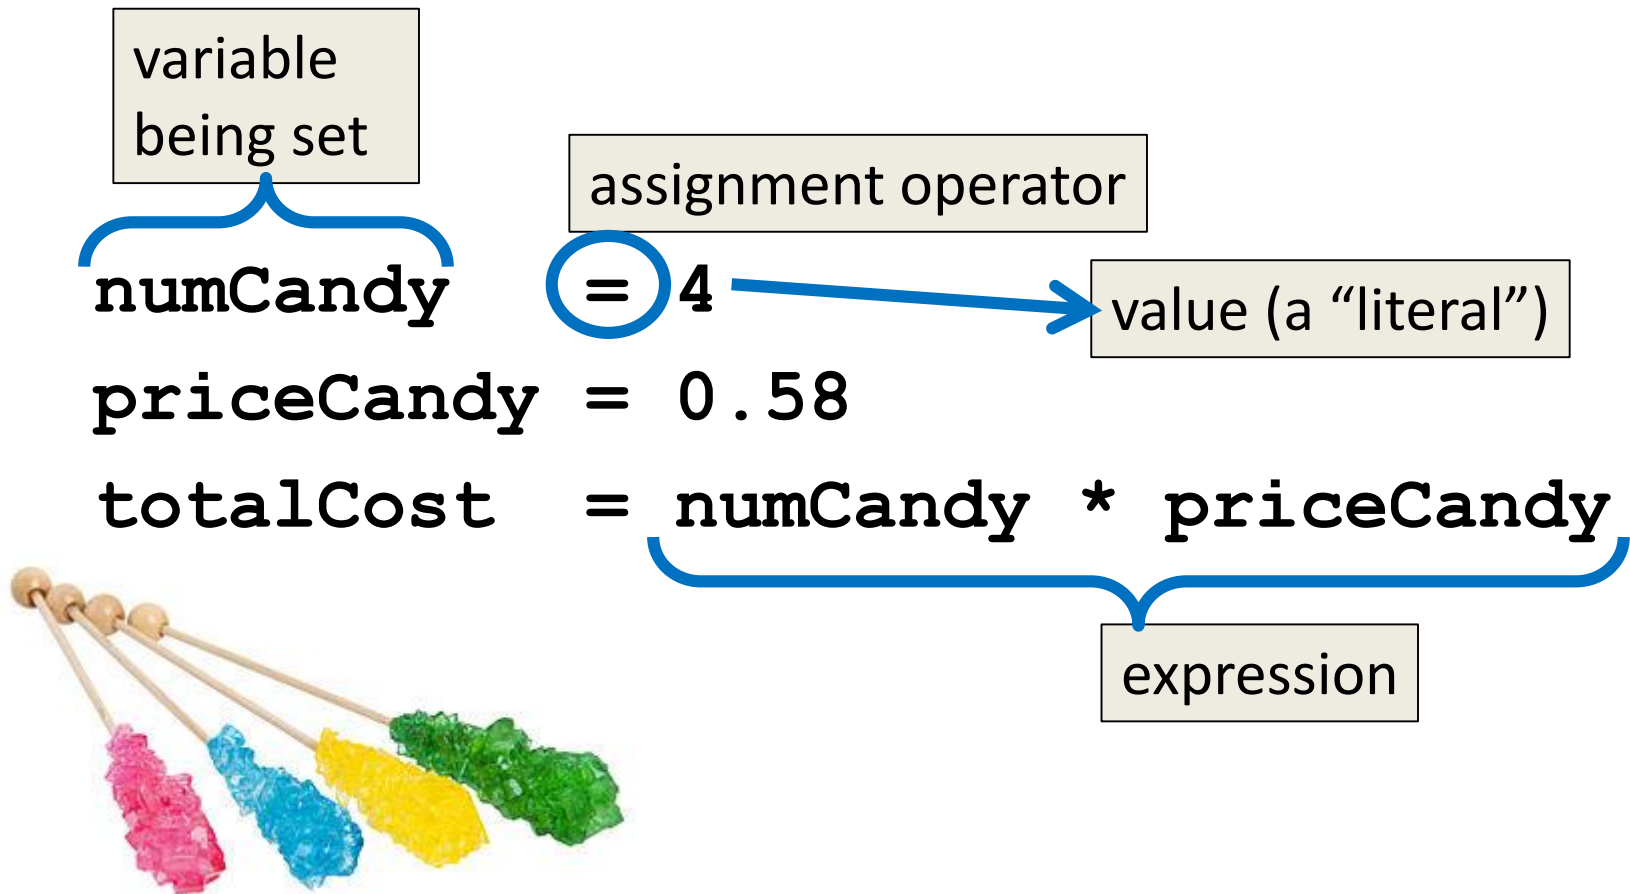 variable
being set
assignment operator
numCandy = 4
value (a “literal”)
priceCandy = 0.58
totalCost = numCandy * priceCandy
expression